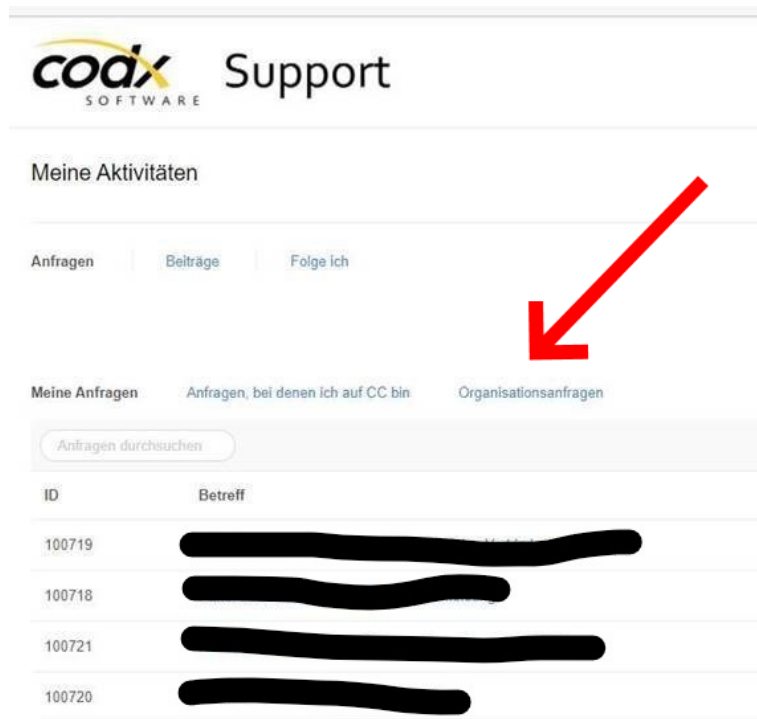 codx Support
SOFTWARE
Meine Aktivitäten
Anfragen Beiträge Folge ich
Meine Anfragen Anfragen, bei denen ich auf CC bin Organisationsanfragen
Anfragen durchsuchen
ID Betreff
100719
100718
100721
100720